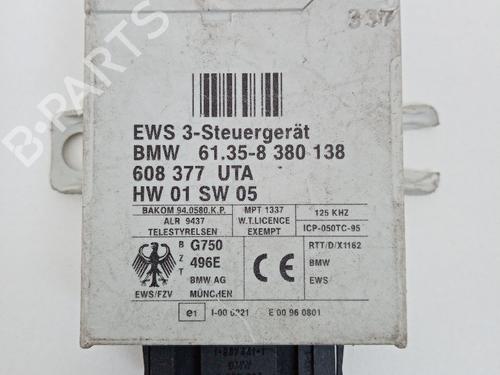 337
B-PARTS
EWS 3-Steuergerät
BMW 61.35-8 380 138
608 377 UTA
HW 01 SW 05
BAKOM 94.0580.K.P.
ALR 9437
TELESTYRELSEN
MPT 1337
W.T.LICENCE
EXEMPT
125 KHZ
ICP-050TC-95
B G750
Z 496E
T BMW AG
EWS/FZV MÜNCHEN
CE
RTT/D/X1162
BMW
EWS
e1 I-00 6221 E 00 96 0801